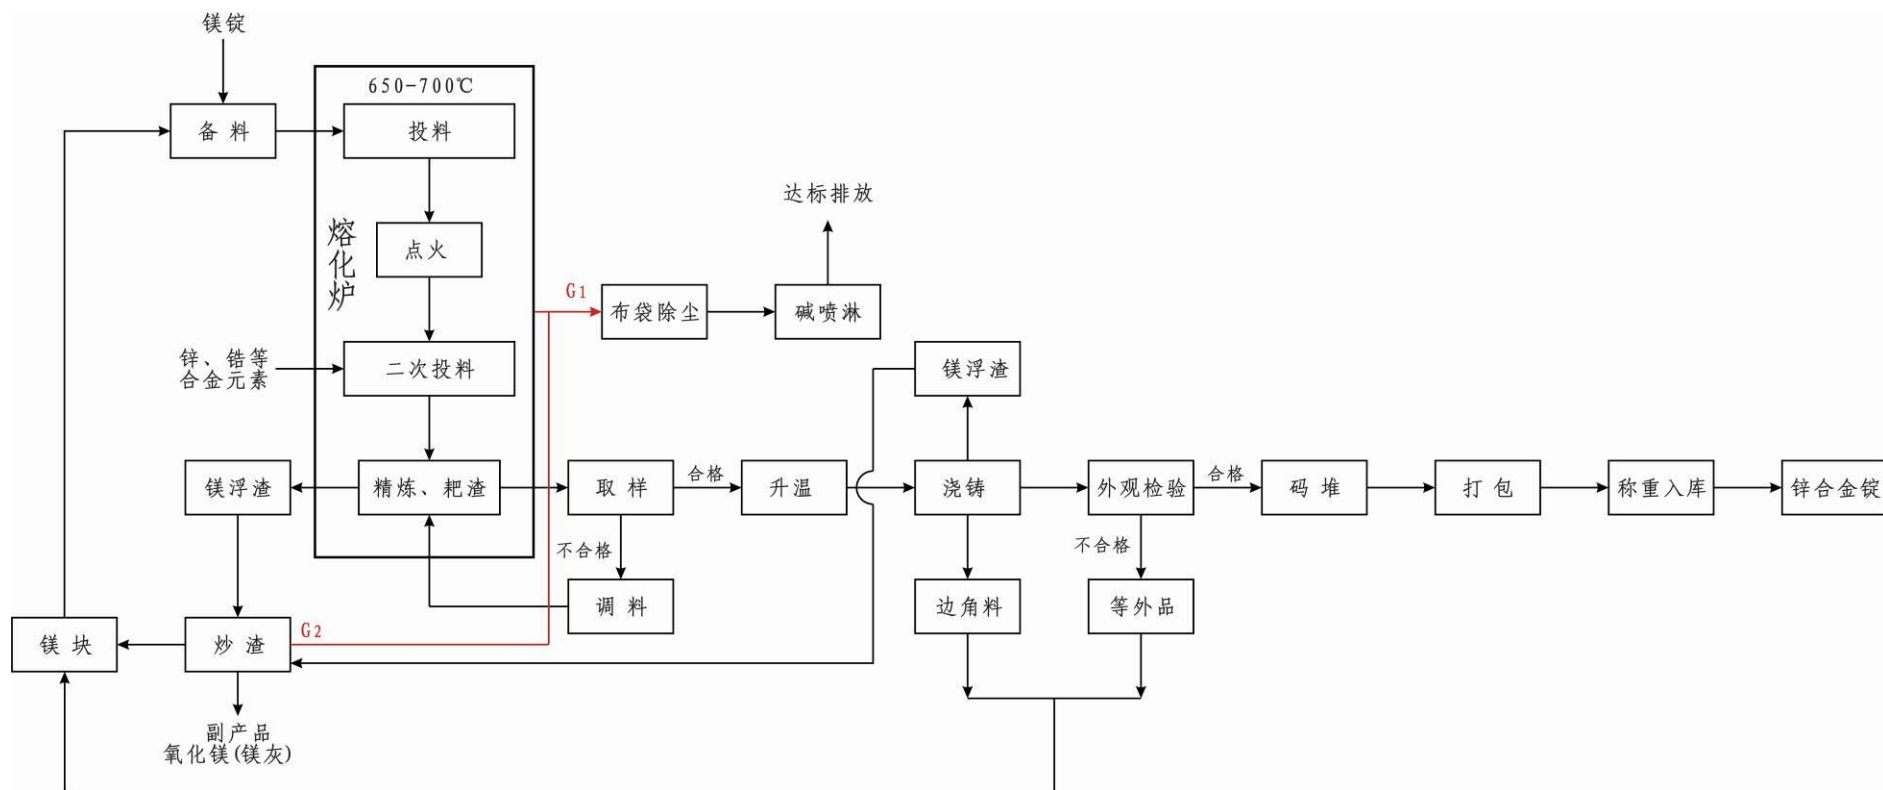 镁锭
650-700℃
备 料
投料
达标排放
熔化炉
点火
G1
布袋除尘
碱喷淋
锌、锆等
合金元素
二次投料
镁浮渣
镁浮渣
精炼、耙渣
取 样
合格
升温
浇铸
外观检验
合格
码 堆
打 包
称重入库
锌合金锭
不合格
不合格
调 料
边角料
等外品
镁 块
炒 渣
G2
副产品
氧化镁(镁灰)